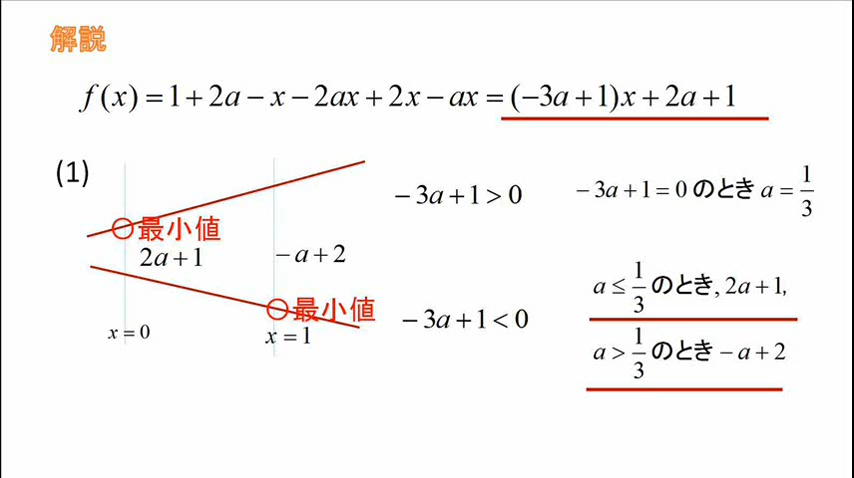 解説
f(x)=1+2a−x−2ax+2x−ax=(−3a+1)x+2a+1
(1)
−3a+1>0
−3a+1=0のときa=1/3
最小値
2a+1
−a+2
最小値
x=0
x=1
−3a+1<0
a≤1/3のとき,2a+1,
a>1/3のとき−a+2